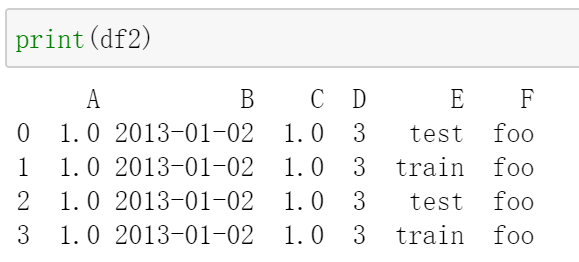 print(df2)
A B C D E F
0 1.0 2013-01-02 1.0 3 test foo
1 1.0 2013-01-02 1.0 3 train foo
2 1.0 2013-01-02 1.0 3 test foo
3 1.0 2013-01-02 1.0 3 train foo